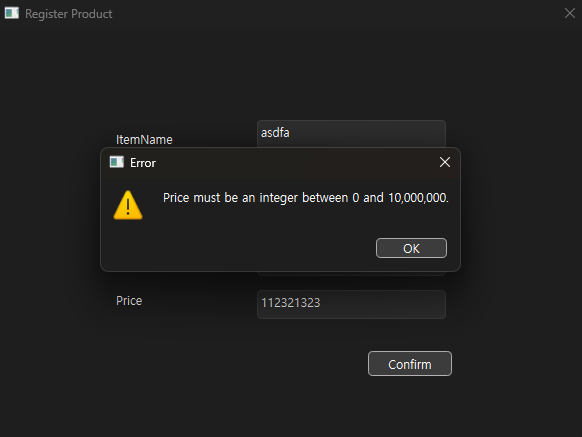 Register Product
ItemName
asdfa
Error
Price must be an integer between 0 and 10,000,000.
OK
Price
112321323
Confirm